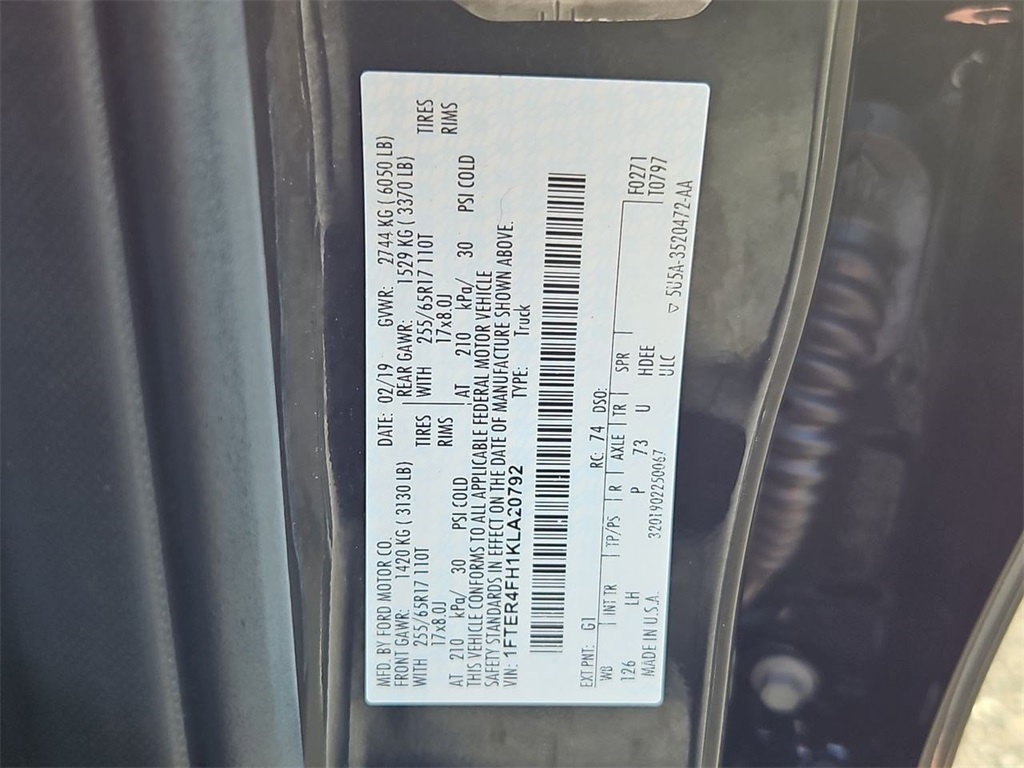 MFD. BY FORD MOTOR CO. DATE: 02/19 GVWR: 2744 KG ( 6050 LB)
FRONT GAWR: 1420 KG ( 3130 LB) REAR GAWR: 1529 KG ( 3370 LB)
WITH 255/65R17 110T TIRES WITH 255/65R17 110T TIRES
17x8.0J RIMS 17x8.0J RIMS
AT 210 kPa/ 30 PSI COLD AT 210 kPa/ 30 PSI COLD
THIS VEHICLE CONFORMS TO ALL APPLICABLE FEDERAL MOTOR VEHICLE
SAFETY STANDARDS IN EFFECT ON THE DATE OF MANUFACTURE SHOWN ABOVE.
VIN: 1FTER4FH1KLA20792 TYPE: Truck
EXT PNT: G1 RC: 74 DSO:
WB INT TR TP/PS R AXLE TR SPR F0271
126 LH P 73 U HDEE T0797
MADE IN U.S.A. 3201902250067 ULC
▽ 5U5A-3520472-AA